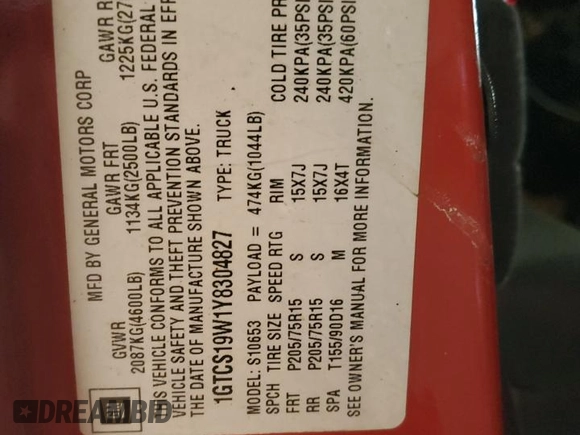 MFD BY GENERAL MOTORS CORP
GVWR GAWR FRT GAWR R
2087KG(4600LB) 1134KG(2500LB) 1225KG(27
THIS VEHICLE CONFORMS TO ALL APPLICABLE U.S. FEDERAL
VEHICLE SAFETY AND THEFT PREVENTION STANDARDS IN EFF
THE DATE OF MANUFACTURE SHOWN ABOVE.
1GTCS19W1Y8304827 TYPE: TRUCK
MODEL: S10653 PAYLOAD = 474KG(1044LB)
SPCH TIRE SIZE SPEED RTG RIM COLD TIRE PR
FRT P205/75R15 S 15X7J 240KPA(35PSI
RR P205/75R15 S 15X7J 240KPA(35PSI
SPA T155/90D16 M 16X4T 420KPA(60PSI
SEE OWNER'S MANUAL FOR MORE INFORMATION.
GM
DREAMBID